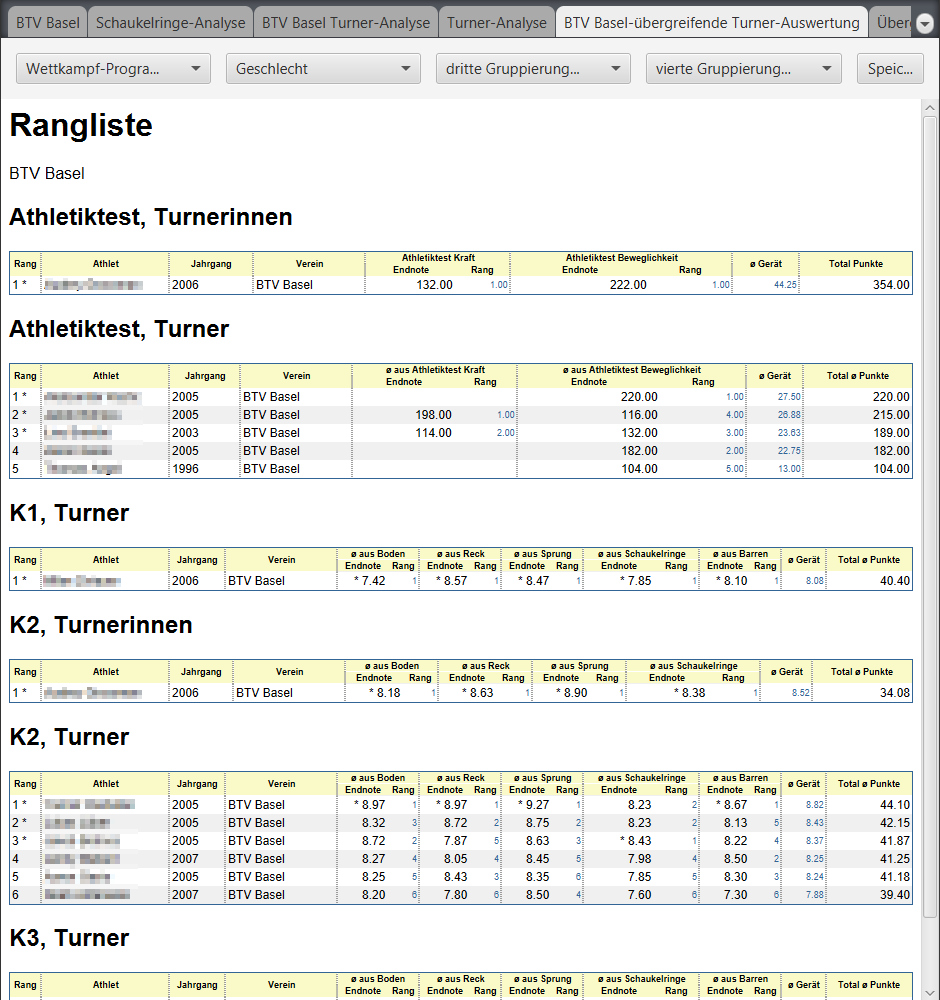 BTV Basel Schaukelringe-Analyse BTV Basel Turner-Analyse Turner-Analyse BTV Basel-übergreifende Turner-Auswertung Über
Wettkampf-Progra... Geschlecht dritte Gruppierung... vierte Gruppierung... Speic...
Rangliste
BTV Basel
Athletiktest, Turnerinnen
Athletiktest Kraft Athletiktest Beweglichkeit
Rang Athlet Jahrgang Verein Endnote Rang Endnote Rang ø Gerät Total Punkte
1 * 2006 BTV Basel 132.00 1.00 222.00 1.00 44.25 354.00
Athletiktest, Turner
ø aus Athletiktest Kraft ø aus Athletiktest Beweglichkeit
Rang Athlet Jahrgang Verein Endnote Rang Endnote Rang ø Gerät Total ø Punkte
1 * 2005 BTV Basel 220.00 1.00 27.50 220.00
2 * 2005 BTV Basel 198.00 1.00 116.00 4.00 26.88 215.00
3 * 2003 BTV Basel 114.00 2.00 132.00 3.00 23.63 189.00
4 2005 BTV Basel 182.00 2.00 22.75 182.00
5 1996 BTV Basel 104.00 5.00 13.00 104.00
K1, Turner
ø aus Boden ø aus Reck ø aus Sprung ø aus Schaukelringe ø aus Barren
Rang Athlet Jahrgang Verein Endnote Rang Endnote Rang Endnote Rang Endnote Rang Endnote Rang ø Gerät Total ø Punkte
1 * 2006 BTV Basel * 7.42 1 * 8.57 1 * 8.47 1 * 7.85 1 * 8.10 1 8.08 40.40
K2, Turnerinnen
ø aus Boden ø aus Reck ø aus Sprung ø aus Schaukelringe
Rang Athlet Jahrgang Verein Endnote Rang Endnote Rang Endnote Rang Endnote Rang ø Gerät Total ø Punkte
1 * 2006 BTV Basel * 8.18 1 * 8.63 1 * 8.90 1 * 8.38 1 8.52 34.08
K2, Turner
ø aus Boden ø aus Reck ø aus Sprung ø aus Schaukelringe ø aus Barren
Rang Athlet Jahrgang Verein Endnote Rang Endnote Rang Endnote Rang Endnote Rang Endnote Rang ø Gerät Total ø Punkte
1 * 2005 BTV Basel * 8.97 1 * 8.97 1 * 9.27 1 8.23 2 * 8.67 1 8.82 44.10
2 * 2005 BTV Basel 8.32 3 8.72 2 8.75 2 8.23 2 8.13 5 8.43 42.15
3 * 2005 BTV Basel 8.72 2 7.87 5 8.63 3 * 8.43 1 8.22 4 8.37 41.87
4 2007 BTV Basel 8.27 4 8.05 4 8.45 5 7.98 4 8.50 2 8.25 41.25
5 2005 BTV Basel 8.25 5 8.43 3 8.35 6 7.85 5 8.30 3 8.24 41.18
6 2007 BTV Basel 8.20 6 7.80 6 8.50 4 7.60 6 7.30 6 7.88 39.40
K3, Turner
ø aus Boden ø aus Reck ø aus Sprung ø aus Schaukelringe ø aus Barren
Rang Athlet Jahrgang Verein Endnote Rang Endnote Rang Endnote Rang Endnote Rang Endnote Rang ø Gerät Total ø Punkte